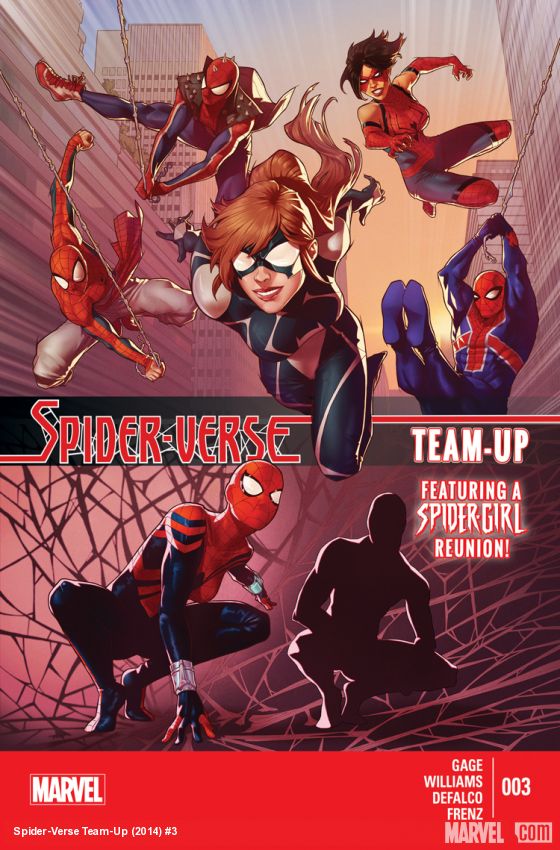 SPIDER-VERSE
TEAM-UP
FEATURING A
SPIDER-GIRL
REUNION!
MARVEL
GAGE
WILLIAMS
DEFALCO
FRENZ
003
Spider-Verse Team-Up (2014) #3
MARVEL.com